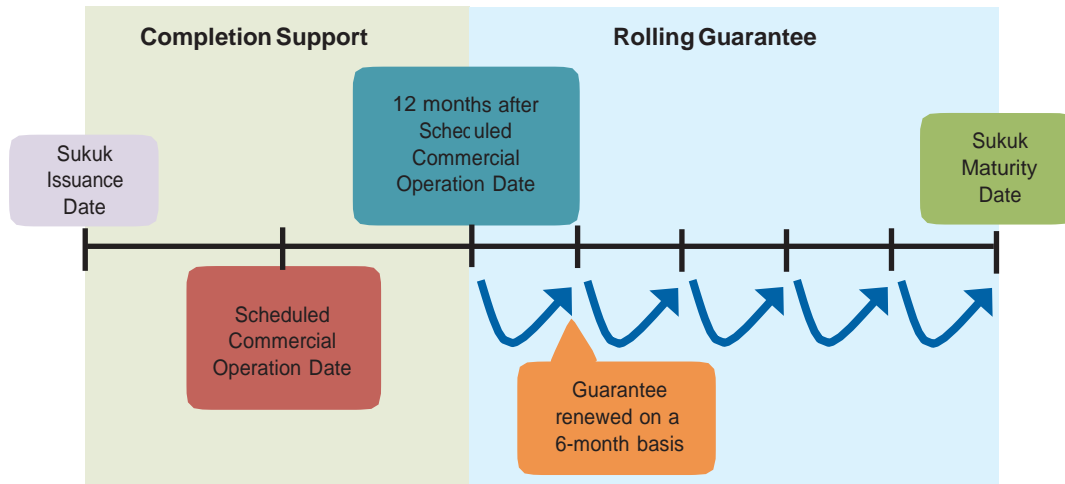 Completion Support
Rolling Guarantee
12 months after
Scheduled
Commercial
Operation Date
Sukuk
Issuance
Date
Sukuk
Maturity
Date
Scheduled
Commercial
Operation Date
Guarantee
renewed on a
6-month basis